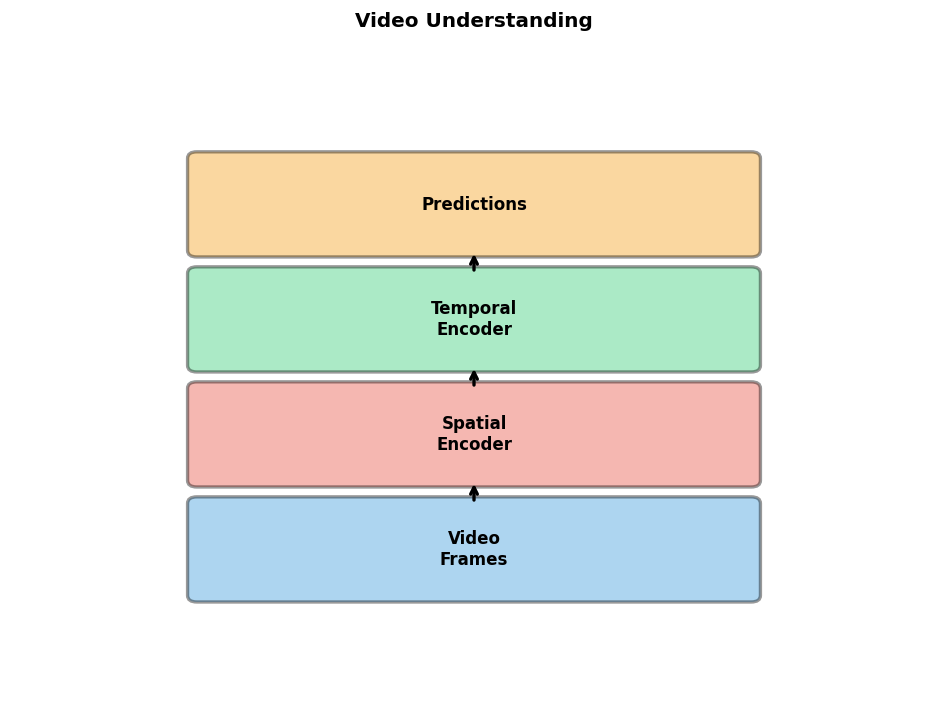 Video Understanding
Predictions
Temporal
Encoder
Spatial
Encoder
Video
Frames